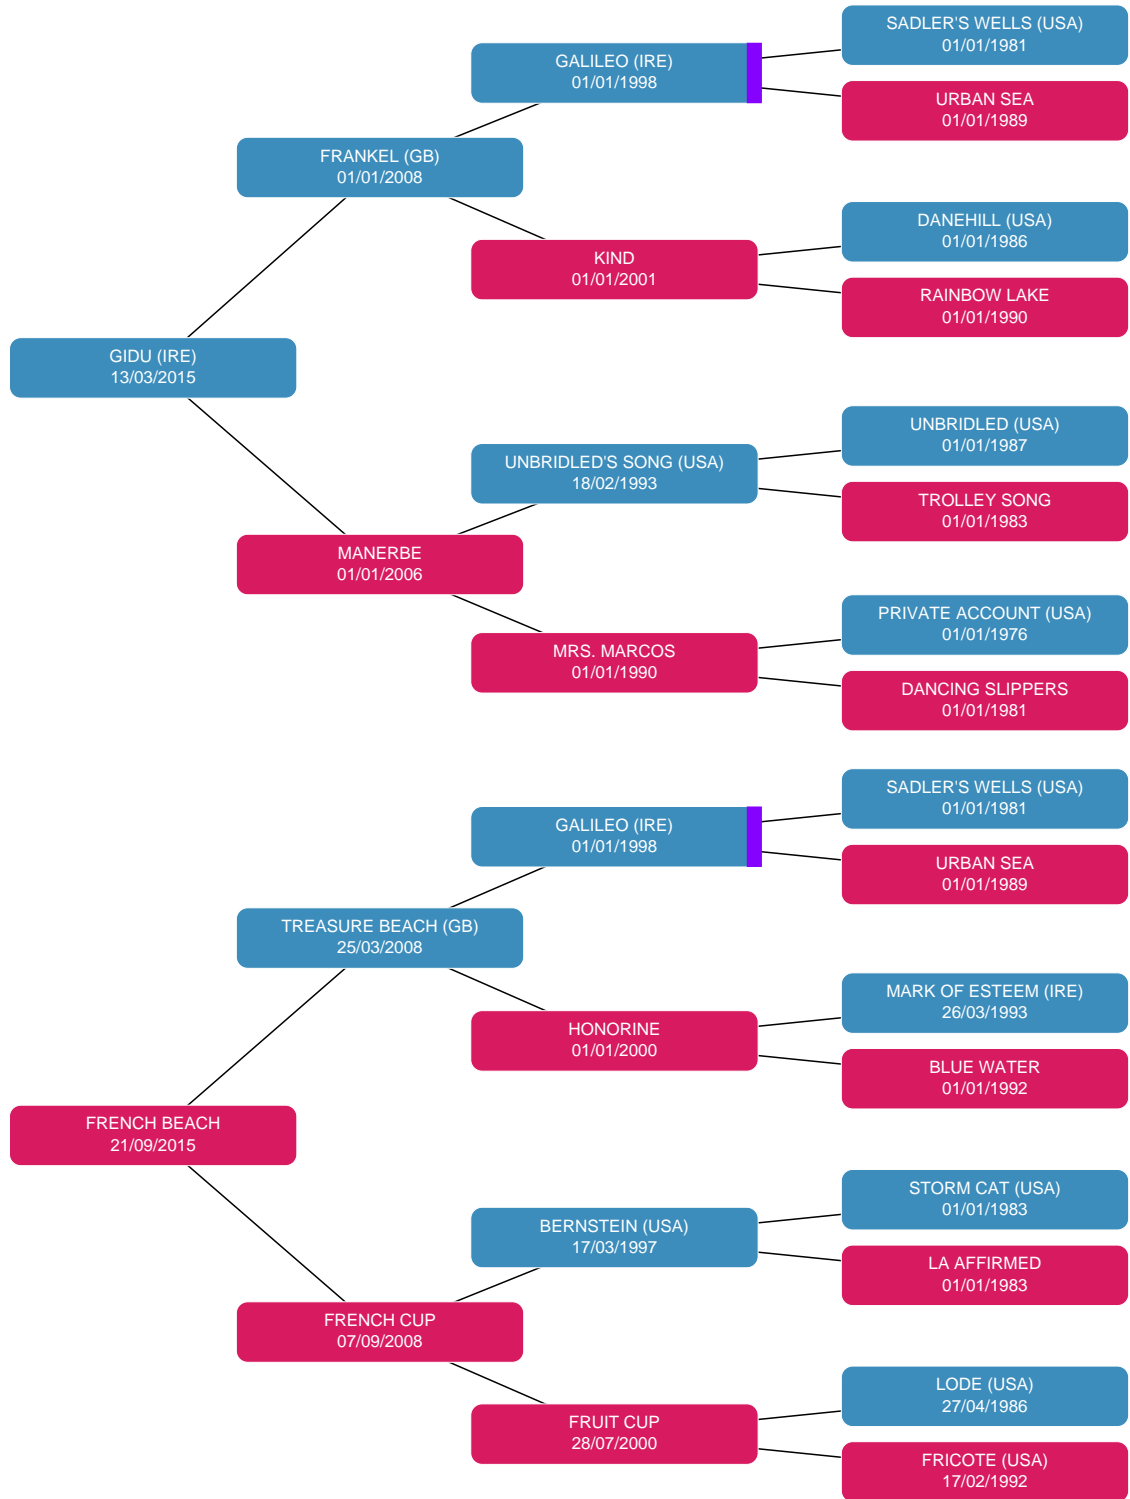 SADLER'S WELLS (USA)
01/01/1981
GALILEO (IRE)
01/01/1998
URBAN SEA
01/01/1989
FRANKEL (GB)
01/01/2008
DANEHILL (USA)
01/01/1986
KIND
01/01/2001
RAINBOW LAKE
01/01/1990
GIDU (IRE)
13/03/2015
UNBRIDLED (USA)
01/01/1987
UNBRIDLED'S SONG (USA)
18/02/1993
TROLLEY SONG
01/01/1983
MANERBE
01/01/2006
PRIVATE ACCOUNT (USA)
01/01/1976
MRS. MARCOS
01/01/1990
DANCING SLIPPERS
01/01/1981
SADLER'S WELLS (USA)
01/01/1981
GALILEO (IRE)
01/01/1998
URBAN SEA
01/01/1989
TREASURE BEACH (GB)
25/03/2008
MARK OF ESTEEM (IRE)
26/03/1993
HONORINE
01/01/2000
BLUE WATER
01/01/1992
FRENCH BEACH
21/09/2015
STORM CAT (USA)
01/01/1983
BERNSTEIN (USA)
17/03/1997
LA AFFIRMED
01/01/1983
FRENCH CUP
07/09/2008
LODE (USA)
27/04/1986
FRUIT CUP
28/07/2000
FRICOTE (USA)
17/02/1992